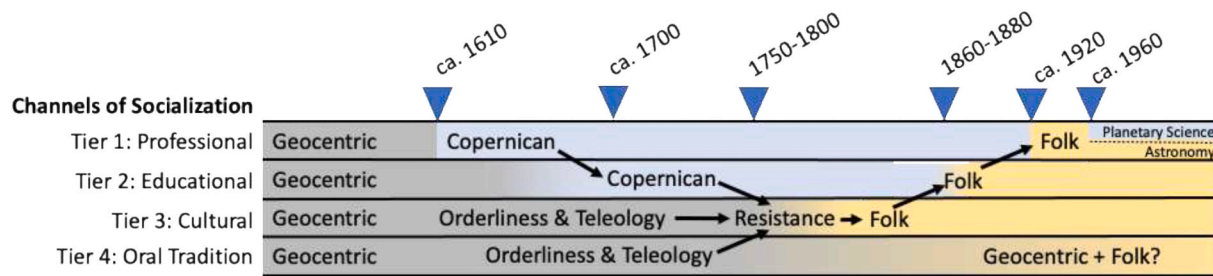 ca. 1610
ca. 1700
1750-1800
1860-1880
ca. 1920
ca. 1960
Channels of Socialization
Tier 1: Professional Geocentric Copernican Folk Planetary Science
Astronomy
Tier 2: Educational Geocentric Copernican Folk
Tier 3: Cultural Geocentric Orderliness & Teleology Resistance Folk
Tier 4: Oral Tradition Geocentric Orderliness & Teleology Geocentric + Folk?